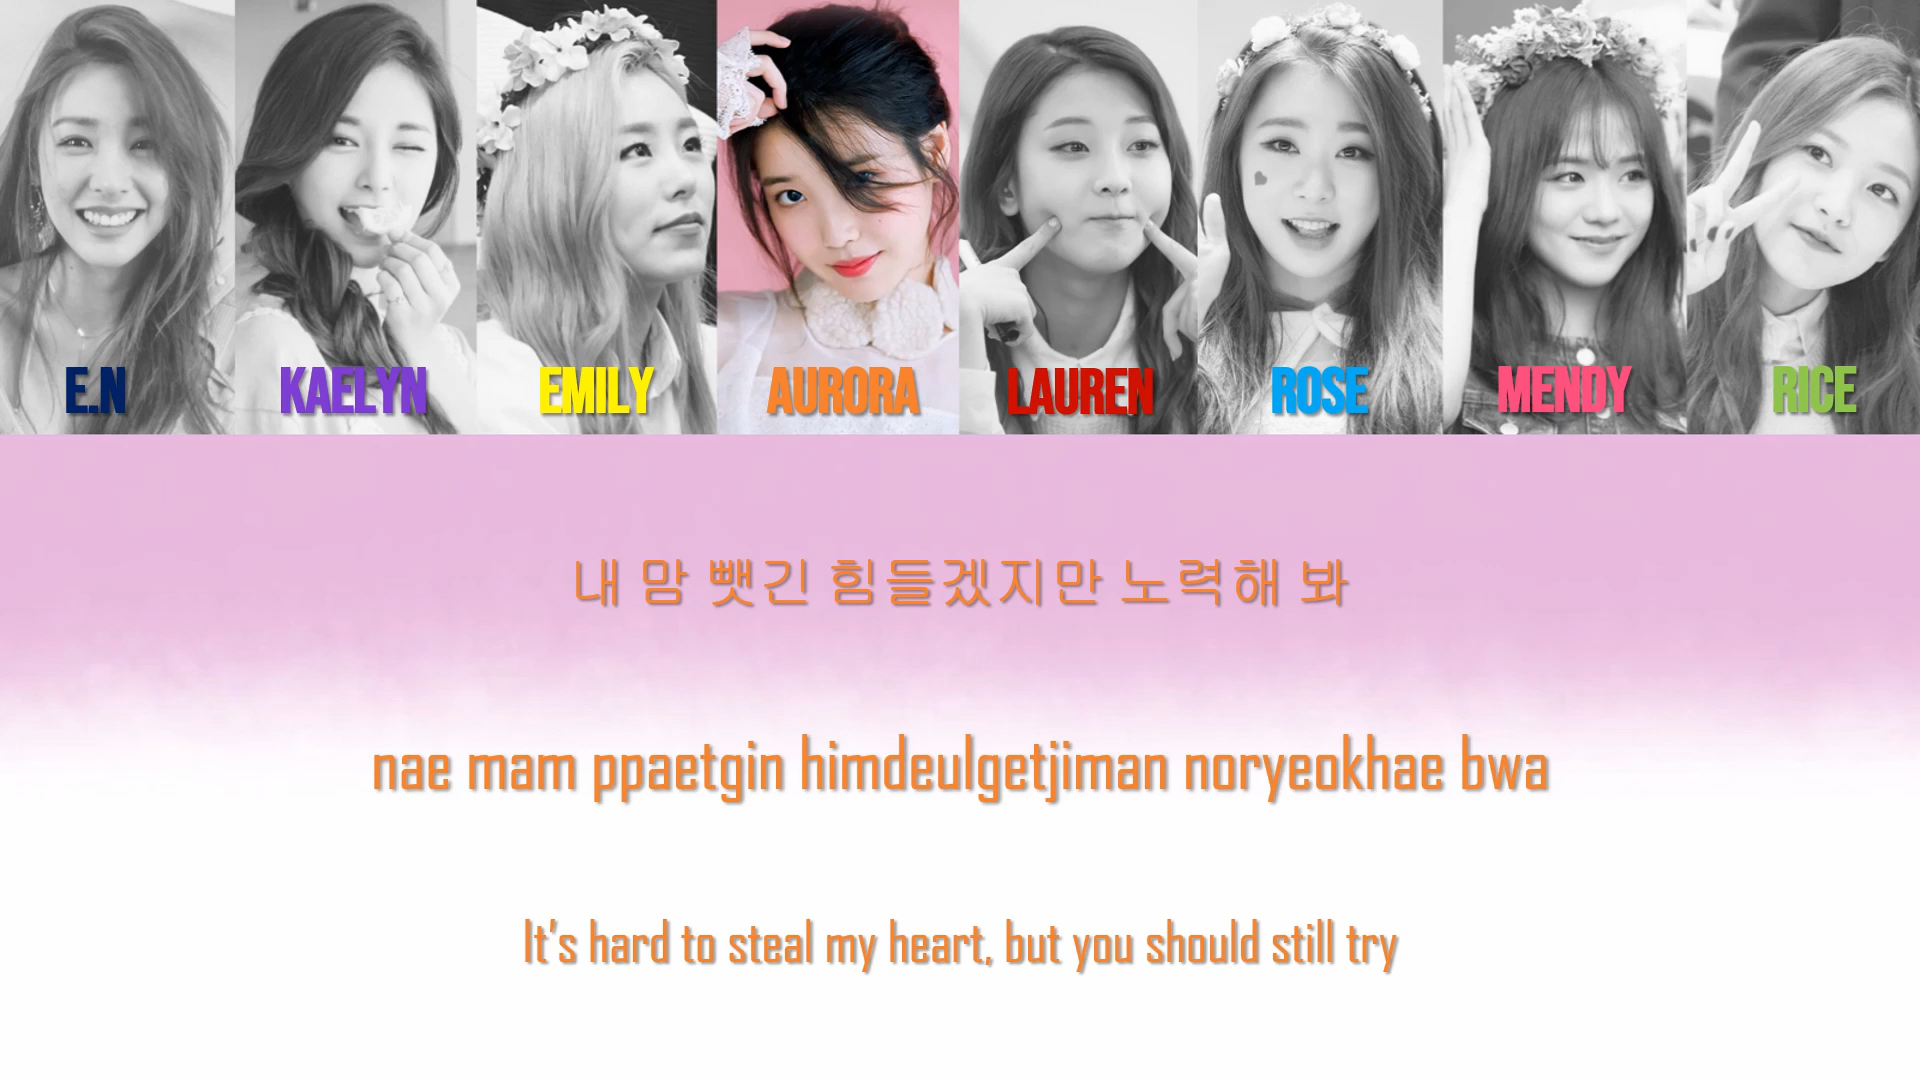 E.N KAELYN EMILY AURORA LAUREN ROSE MENDY RICE
내 맘 뺏긴 힘들겠지만 노력해 봐
nae mam ppaetgin himdeulgetjiman noryeokhae bwa
It's hard to steal my heart, but you should still try